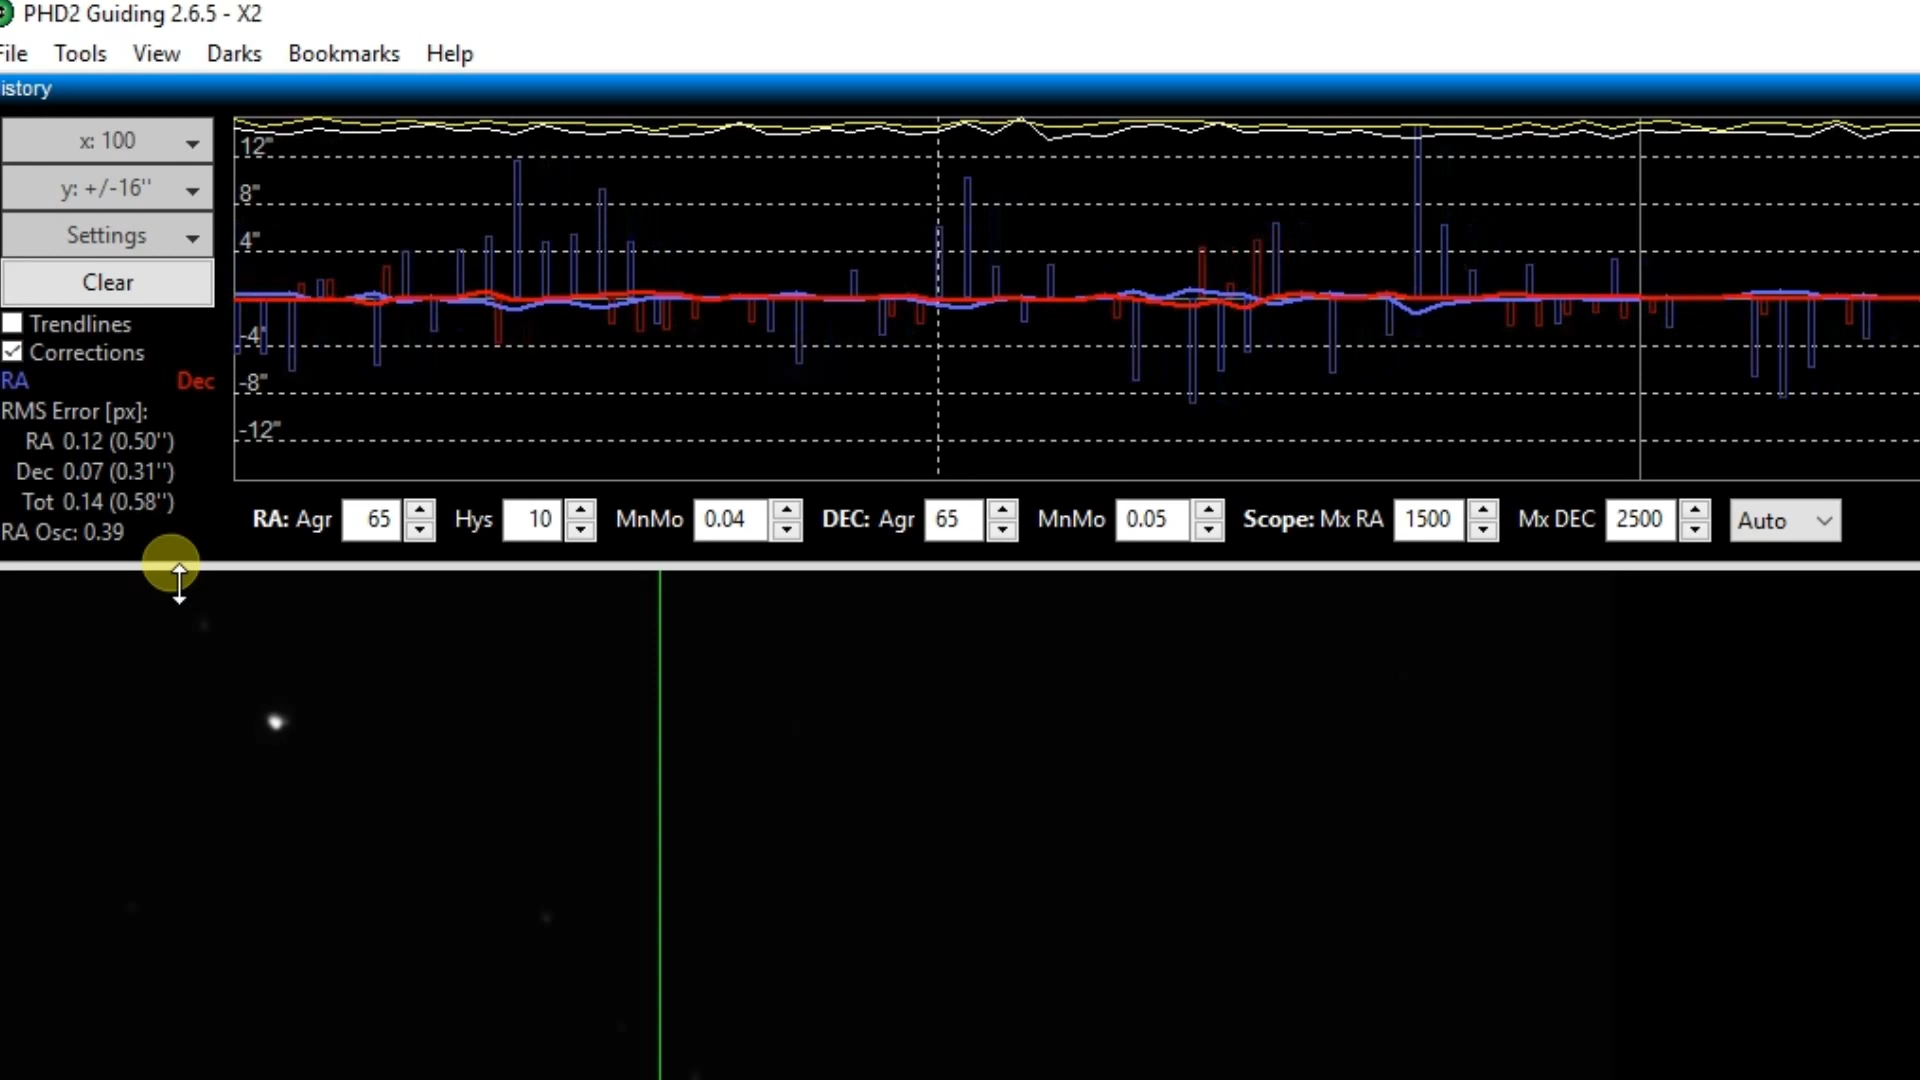 PHD2 Guiding 2.6.5 - X2
File Tools View Darks Bookmarks Help
istory
x: 100
y: +/-16''
Settings
Clear
Trendlines
Corrections
RA Dec
RMS Error [px]:
RA 0.12 (0.50'')
Dec 0.07 (0.31'')
Tot 0.14 (0.58'')
RA Osc: 0.39
12"
8"
4"
-4"
-8"
-12"
RA: Agr 65 Hys 10 MnMo 0.04 DEC: Agr 65 MnMo 0.05 Scope: Mx RA 1500 Mx DEC 2500 Auto